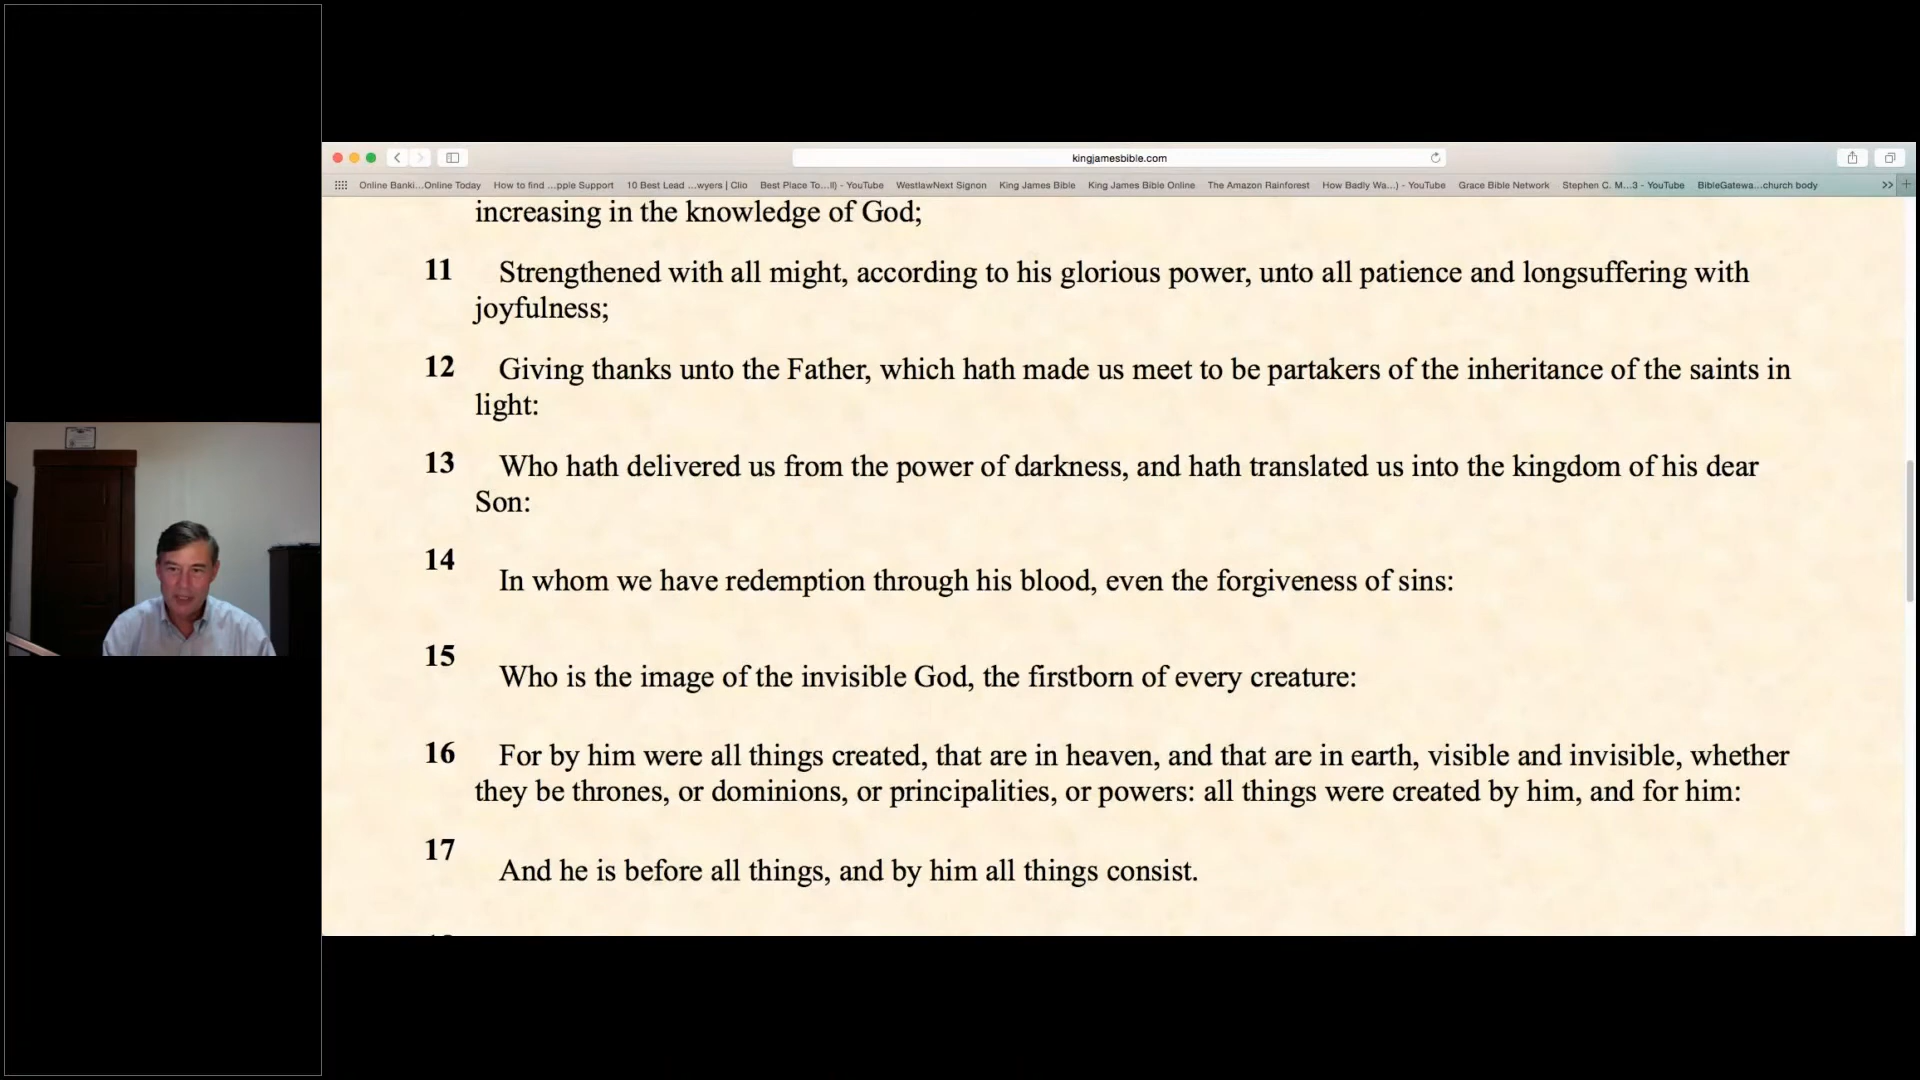 kingjamesbible.com
Online Banki...Online Today How to find ...pple Support 10 Best Lead ...wyers | Clio Best Place To...ll) - YouTube WestlawNext Signon King James Bible King James Bible Online The Amazon Rainforest How Badly Wa...) - YouTube Grace Bible Network Stephen C. M...3 - YouTube BibleGatewa...church body
increasing in the knowledge of God;
11 Strengthened with all might, according to his glorious power, unto all patience and longsuffering with
joyfulness;
12 Giving thanks unto the Father, which hath made us meet to be partakers of the inheritance of the saints in
light:
13 Who hath delivered us from the power of darkness, and hath translated us into the kingdom of his dear
Son:
14 In whom we have redemption through his blood, even the forgiveness of sins:
15 Who is the image of the invisible God, the firstborn of every creature:
16 For by him were all things created, that are in heaven, and that are in earth, visible and invisible, whether
they be thrones, or dominions, or principalities, or powers: all things were created by him, and for him:
17 And he is before all things, and by him all things consist.